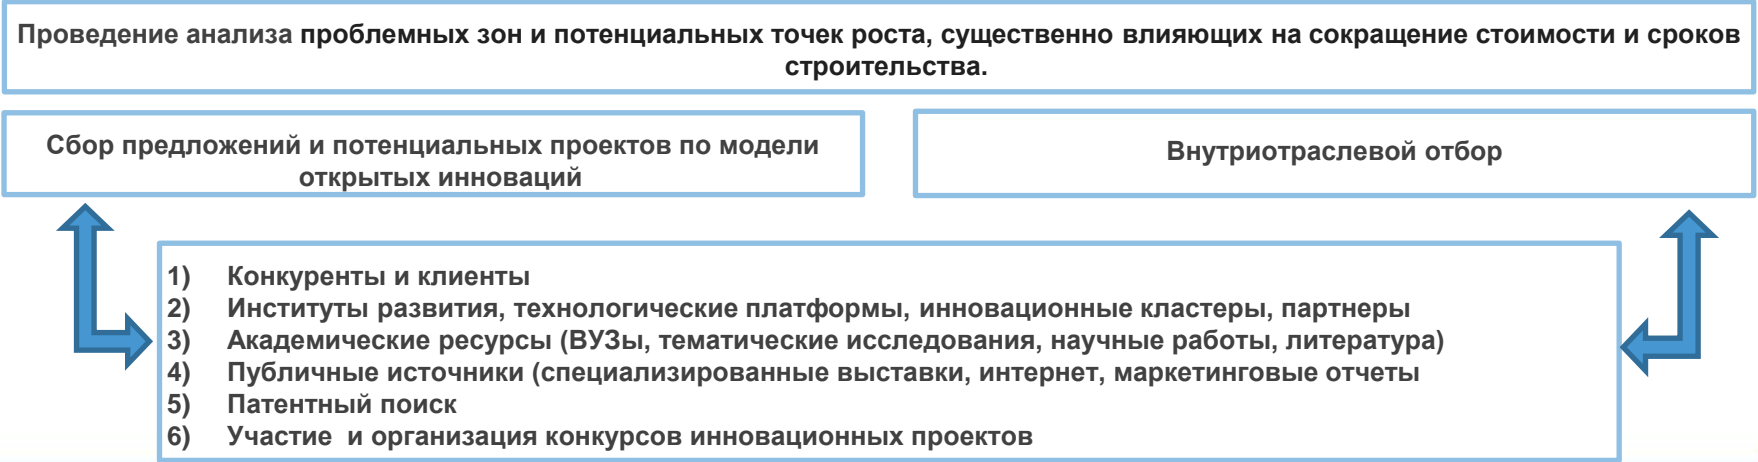 Проведение анализа проблемных зон и потенциальных точек роста, существенно влияющих на сокращение стоимости и сроков
строительства.
Сбор предложений и потенциальных проектов по модели
открытых инноваций
Внутриотраслевой отбор
1) Конкуренты и клиенты
2) Институты развития, технологические платформы, инновационные кластеры, партнеры
3) Академические ресурсы (ВУЗы, тематические исследования, научные работы, литература)
4) Публичные источники (специализированные выставки, интернет, маркетинговые отчеты
5) Патентный поиск
6) Участие  и организация конкурсов инновационных проектов